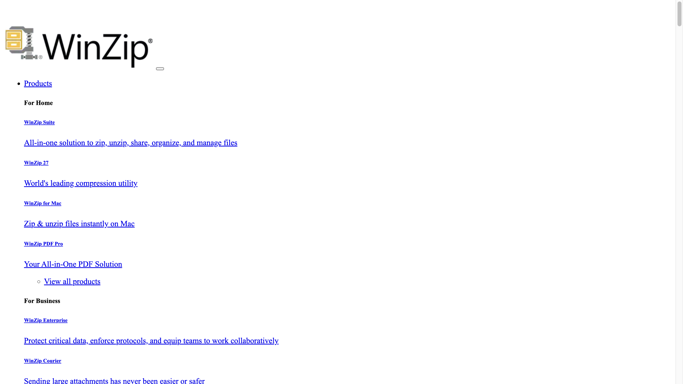 WinZip®
Products
For Home
WinZip Suite
All-in-one solution to zip, unzip, share, organize, and manage files
WinZip 27
World's leading compression utility
WinZip for Mac
Zip & unzip files instantly on Mac
WinZip PDF Pro
Your All-in-One PDF Solution
View all products
For Business
WinZip Enterprise
Protect critical data, enforce protocols, and equip teams to work collaboratively
WinZip Courier
Sending large attachments has never been easier or safer